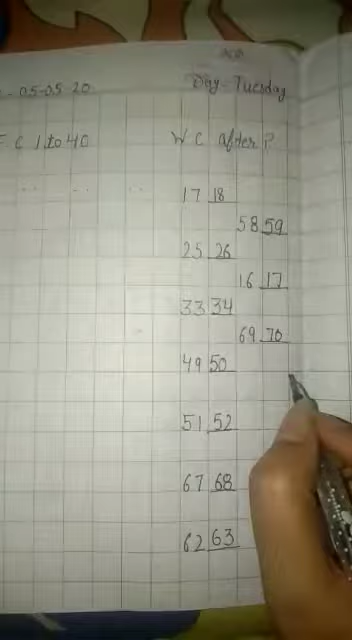 - 05-05 20
Day - Tuesday
C 1 to 40
W C after ?
17 18
58 59
25 26
16 17
33 34
69 70
49 50
51 52
67 68
62 63